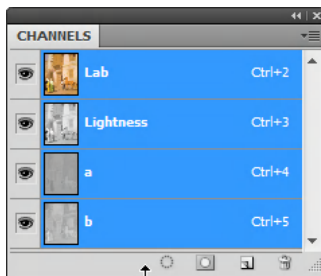 CHANNELS
Lab Ctrl+2
Lightness Ctrl+3
a Ctrl+4
b Ctrl+5